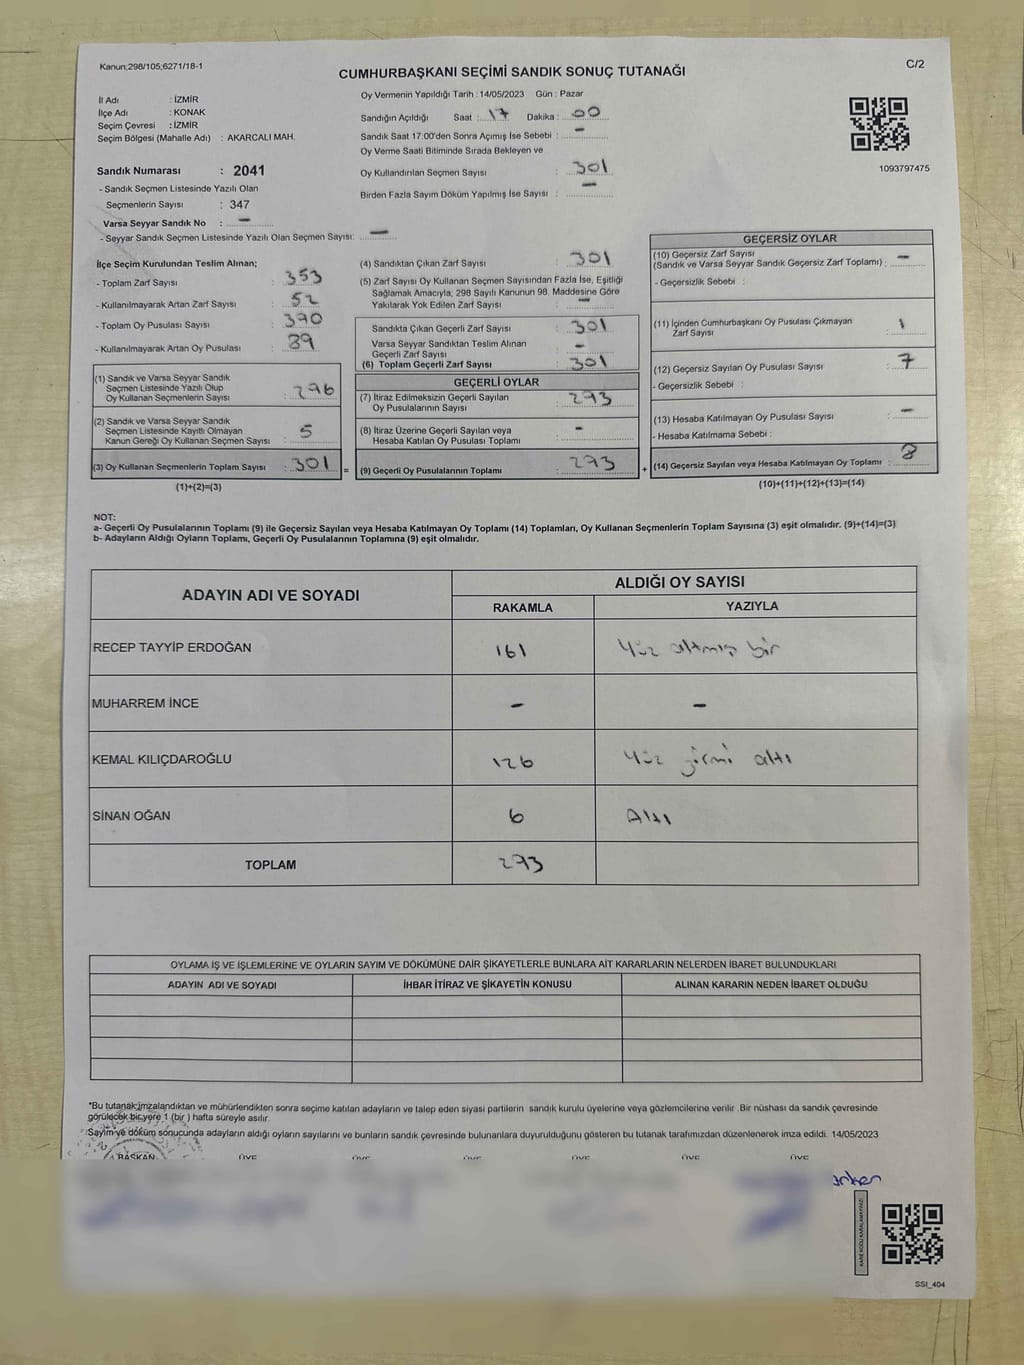 Kanun;298/105;6271/18-1
C/2
CUMHURBAŞKANI SEÇİMİ SANDIK SONUÇ TUTANAĞI
İl Adı : İZMİR
İlçe Adı : KONAK
Seçim Çevresi : İZMİR
Seçim Bölgesi (Mahalle Adı) : AKARCALI MAH.
Oy Vermenin Yapıldığı Tarih : 14/05/2023 Gün : Pazar
Sandığın Açıldığı Saat : 17 Dakika : 00
Sandık Saat 17:00'den Sonra Açımış İse Sebebi : -
Oy Verme Saati Bitiminde Sırada Bekleyen ve
Oy Kullandırılan Seçmen Sayısı : 301
Birden Fazla Sayım Döküm Yapılmış İse Sayısı : -
1093797475
Sandık Numarası : 2041
- Sandık Seçmen Listesinde Yazılı Olan
Seçmenlerin Sayısı : 347
Varsa Seyyar Sandık No : -
- Seyyar Sandık Seçmen Listesinde Yazılı Olan Seçmen Sayısı: -
İlçe Seçim Kurulundan Teslim Alınan;
- Toplam Zarf Sayısı : 353
- Kullanılmayarak Artan Zarf Sayısı : 52
- Toplam Oy Pusulası Sayısı : 390
- Kullanılmayarak Artan Oy Pusulası : 89
(1) Sandık ve Varsa Seyyar Sandık
Seçmen Listesinde Yazılı Olup
Oy Kullanan Seçmenlerin Sayısı : 296
(2) Sandık ve Varsa Seyyar Sandık
Seçmen Listesinde Kayıtlı Olmayan
Kanun Gereği Oy Kullanan Seçmen Sayısı : 5
(3) Oy Kullanan Seçmenlerin Toplam Sayısı : 301 =
(1)+(2)=(3)
(4) Sandıktan Çıkan Zarf Sayısı : 301
(5) Zarf Sayısı Oy Kullanan Seçmen Sayısından Fazla İse, Eşitliği
Sağlamak Amacıyla; 298 Sayılı Kanunun 98. Maddesine Göre
Yakılarak Yok Edilen Zarf Sayısı : -
Sandıkta Çıkan Geçerli Zarf Sayısı : 301
Varsa Seyyar Sandıktan Teslim Alınan
Geçerli Zarf Sayısı : -
(6) Toplam Geçerli Zarf Sayısı : 301
GEÇERLİ OYLAR
(7) İtiraz Edilmeksizin Geçerli Sayılan
Oy Pusulalarının Sayısı : 293
(8) İtiraz Üzerine Geçerli Sayılan veya
Hesaba Katılan Oy Pusulası Toplamı : -
(9) Geçerli Oy Pusulalarının Toplamı : 293 +
GEÇERSİZ OYLAR
(10) Geçersiz Zarf Sayısı
(Sandık ve Varsa Seyyar Sandık Geçersiz Zarf Toplamı) : -
- Geçersizlik Sebebi :
(11) İçinden Cumhurbaşkanı Oy Pusulası Çıkmayan
Zarf Sayısı : 1
(12) Geçersiz Sayılan Oy Pusulası Sayısı : 7
- Geçersizlik Sebebi :
(13) Hesaba Katılmayan Oy Pusulası Sayısı : -
- Hesaba Katılmama Sebebi :
(14) Geçersiz Sayılan veya Hesaba Katılmayan Oy Toplamı : 8
(10)+(11)+(12)+(13)=(14)
NOT:
a- Geçerli Oy Pusulalarının Toplamı (9) ile Geçersiz Sayılan veya Hesaba Katılmayan Oy Toplamı (14) Toplamları, Oy Kullanan Seçmenlerin Toplam Sayısına (3) eşit olmalıdır. (9)+(14)=(3)
b- Adayların Aldığı Oyların Toplamı, Geçerli Oy Pusulalarının Toplamına (9) eşit olmalıdır.
ADAYIN ADI VE SOYADI
ALDIĞI OY SAYISI
RAKAMLA YAZIYLA
RECEP TAYYİP ERDOĞAN 161 Yüz altmış bir
MUHARREM İNCE - -
KEMAL KILIÇDAROĞLU 126 Yüz yirmi altı
SİNAN OĞAN 6 Altı
TOPLAM 293
OYLAMA İŞ VE İŞLEMLERİNE VE OYLARIN SAYIM VE DÖKÜMÜNE DAİR ŞİKAYETLERLE BUNLARA AİT KARARLARIN NELERDEN İBARET BULUNDUKLARI
ADAYIN ADI VE SOYADI İHBAR İTİRAZ VE ŞİKAYETİN KONUSU ALINAN KARARIN NEDEN İBARET OLDUĞU
*Bu tutanak;imzalandıktan ve mühürlendikten sonra seçime katılan adayların ve talep eden siyasi partilerin sandık kurulu üyelerine veya gözlemcilerine verilir .Bir nüshası da sandık çevresinde
görülecek bir yere 1 (bir ) hafta süreyle asılır.
Sayım ve döküm sonucunda adayların aldığı oyların sayılarını ve bunların sandık çevresinde bulunanlara duyurulduğunu gösteren bu tutanak tarafımızdan düzenlenerek imza edildi. 14/05/2023
BAŞKAN ÜYE ÜYE ÜYE ÜYE ÜYE ÜYE
KARE KODU KARALAMAYINIZ!
SSI_404